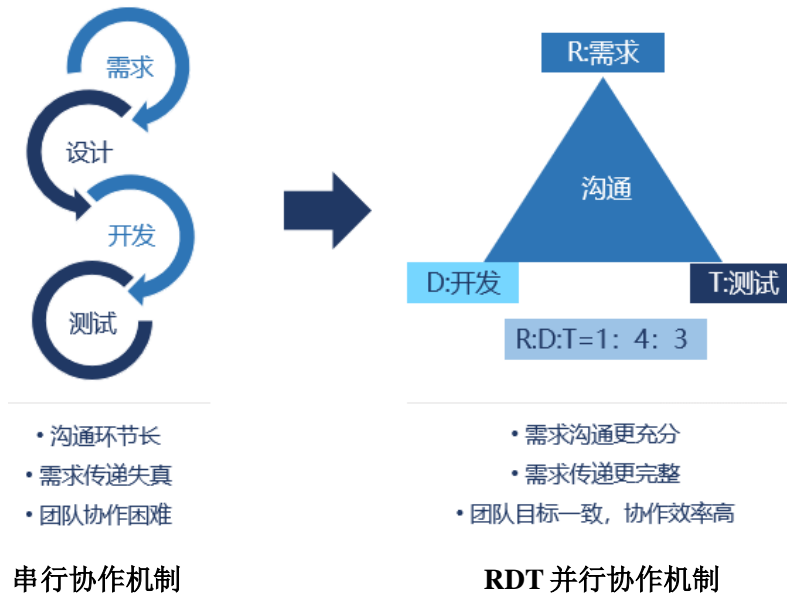 需求
设计
开发
测试
R:需求
沟通
D:开发
T:测试
R:D:T=1：4：3
• 沟通环节长
• 需求传递失真
• 团队协作困难
• 需求沟通更充分
• 需求传递更完整
• 团队目标一致，协作效率高
串行协作机制
RDT 并行协作机制